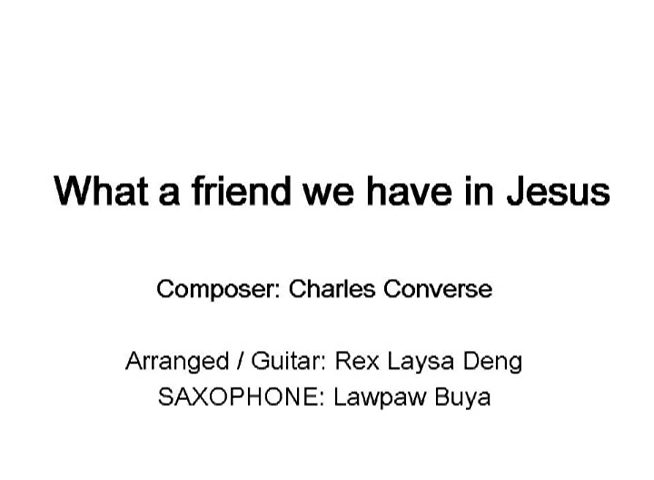 What a friend we have in Jesus
Composer: Charles Converse
Arranged / Guitar: Rex Laysa Deng
SAXOPHONE: Lawpaw Buya